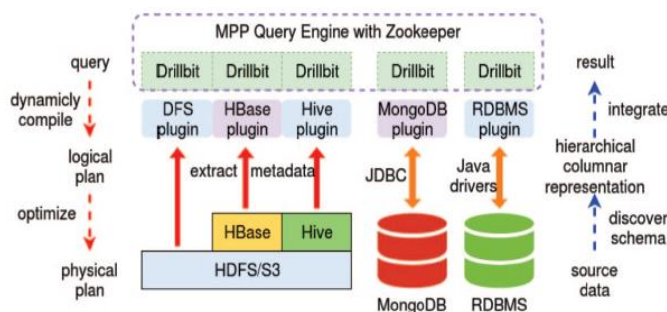 MPP Query Engine with Zookeeper
query
Drillbit Drillbit Drillbit Drillbit Drillbit
result
dynamicly
compile
DFS
plugin
HBase
plugin
Hive
plugin
MongoDB
plugin
RDBMS
plugin
integrate
logical
plan
extract metadata
JDBC
Java
drivers
hierarchical
columnar
representation
optimize
discover
schema
HBase Hive
HDFS/S3
physical
plan
source
data
MongoDB RDBMS